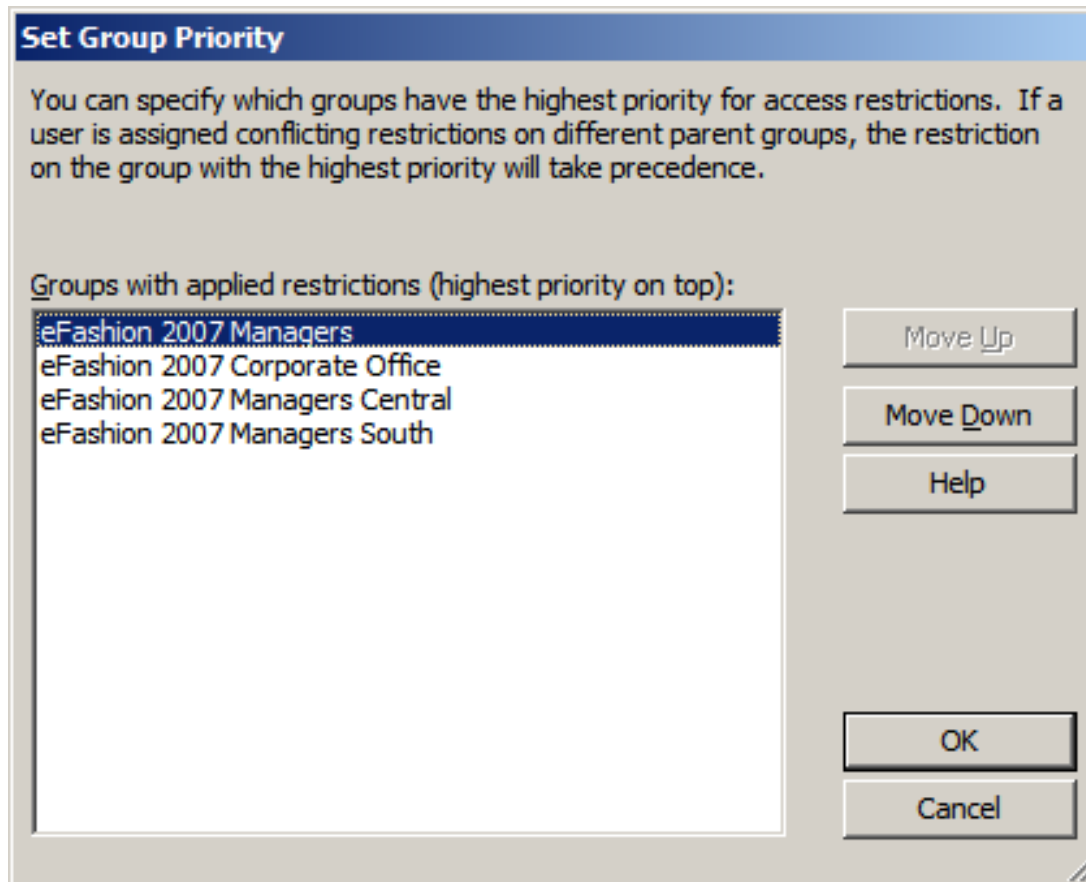 Set Group Priority
You can specify which groups have the highest priority for access restrictions.  If a
user is assigned conflicting restrictions on different parent groups, the restriction
on the group with the highest priority will take precedence.
Groups with applied restrictions (highest priority on top):
eFashion 2007 Managers
eFashion 2007 Corporate Office
eFashion 2007 Managers Central
eFashion 2007 Managers South
Move Up
Move Down
Help
OK
Cancel